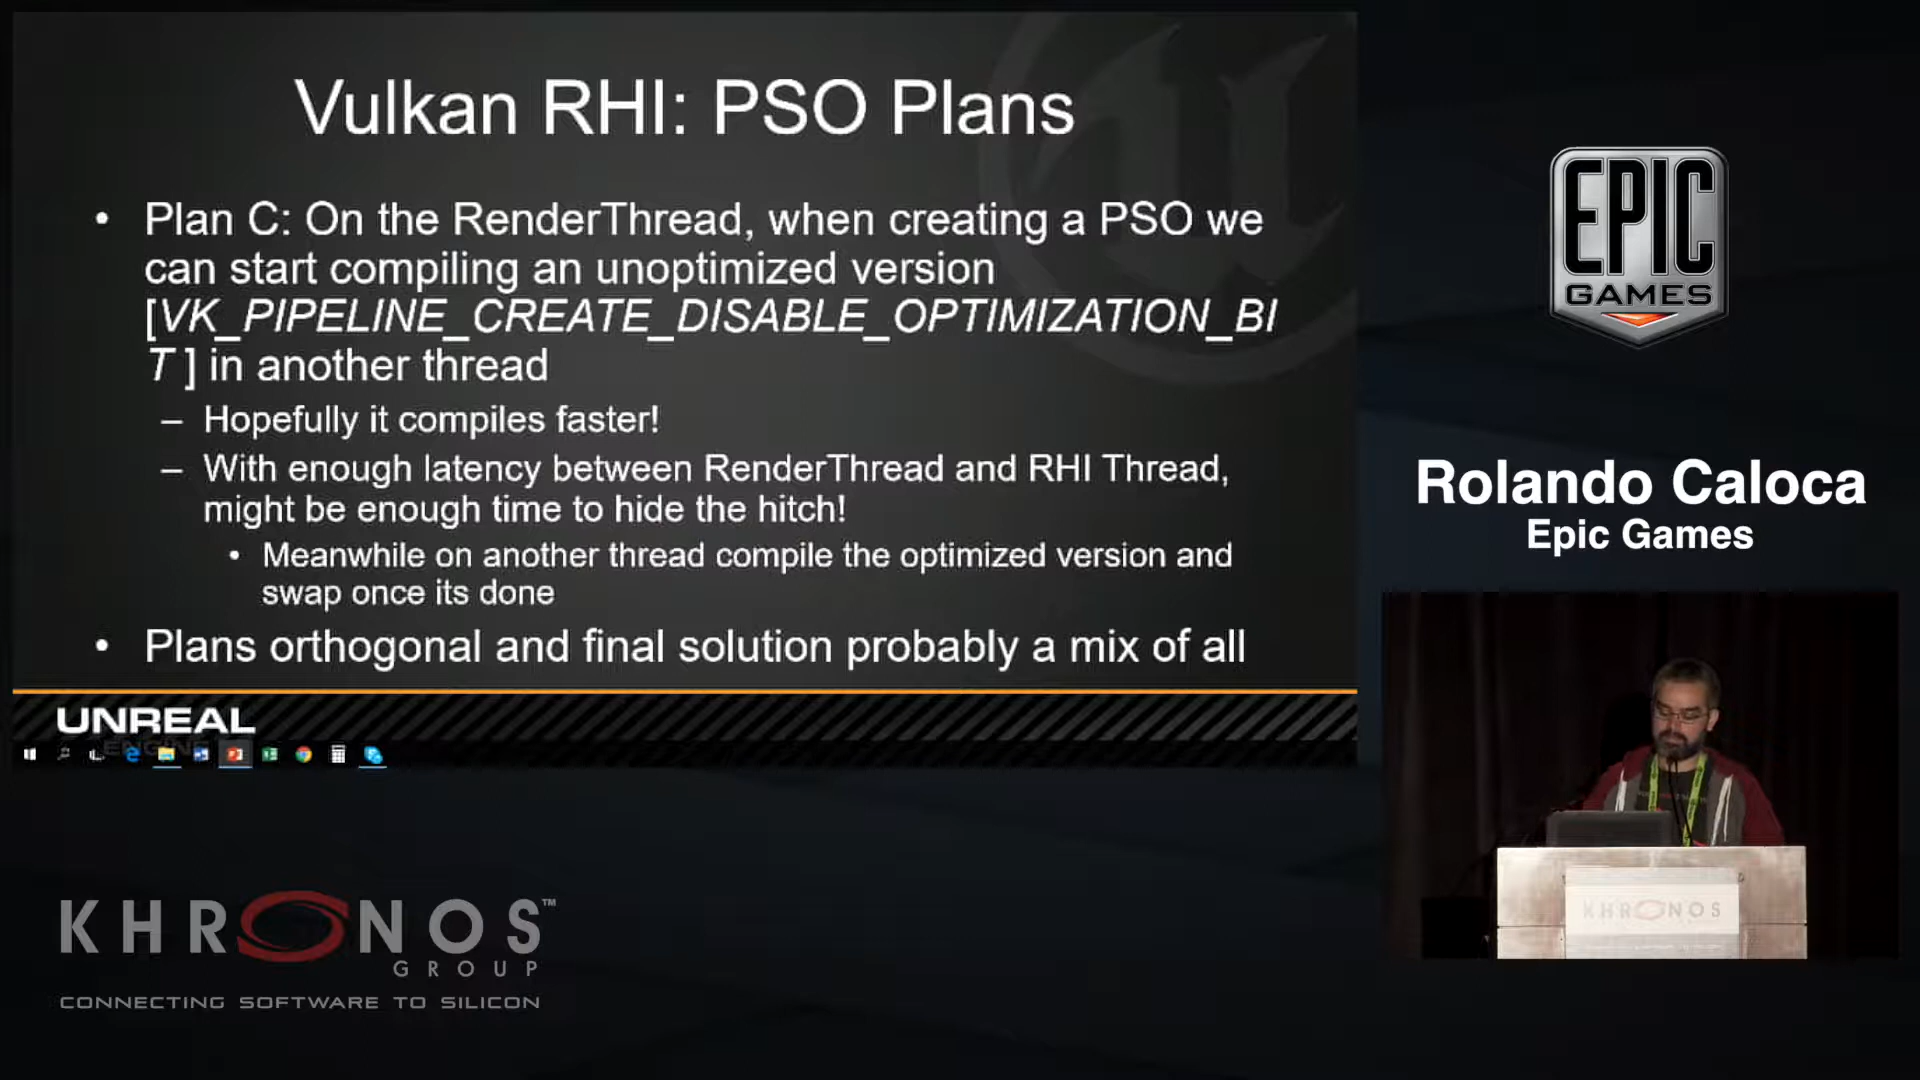 Vulkan RHI: PSO Plans
• Plan C: On the RenderThread, when creating a PSO we
can start compiling an unoptimized version
[VK_PIPELINE_CREATE_DISABLE_OPTIMIZATION_BI
T ] in another thread
– Hopefully it compiles faster!
– With enough latency between RenderThread and RHI Thread,
might be enough time to hide the hitch!
• Meanwhile on another thread compile the optimized version and
swap once its done
• Plans orthogonal and final solution probably a mix of all
UNREAL
ENGINE
EPIC
GAMES
Rolando Caloca
Epic Games
KHRONOS
KHRONOS™
GROUP
CONNECTING SOFTWARE TO SILICON